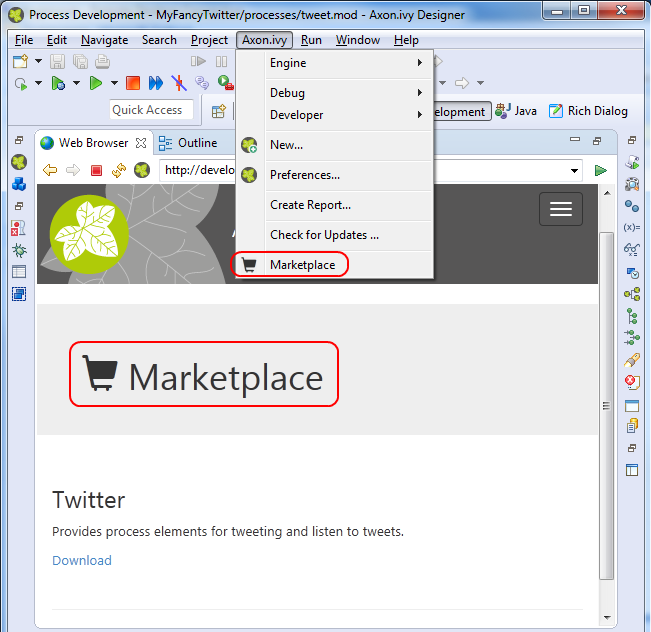 Process Development - MyFancyTwitter/processes/tweet.mod - Axon.ivy Designer
File Edit Navigate Search Project Axon.ivy Run Window Help
Engine
Debug
Developer
New...
Preferences...
Create Report...
Check for Updates ...
Marketplace
Quick Access
Java
Rich Dialog
Web Browser
Outline
http://develo
Marketplace
Twitter
Provides process elements for tweeting and listen to tweets.
Download